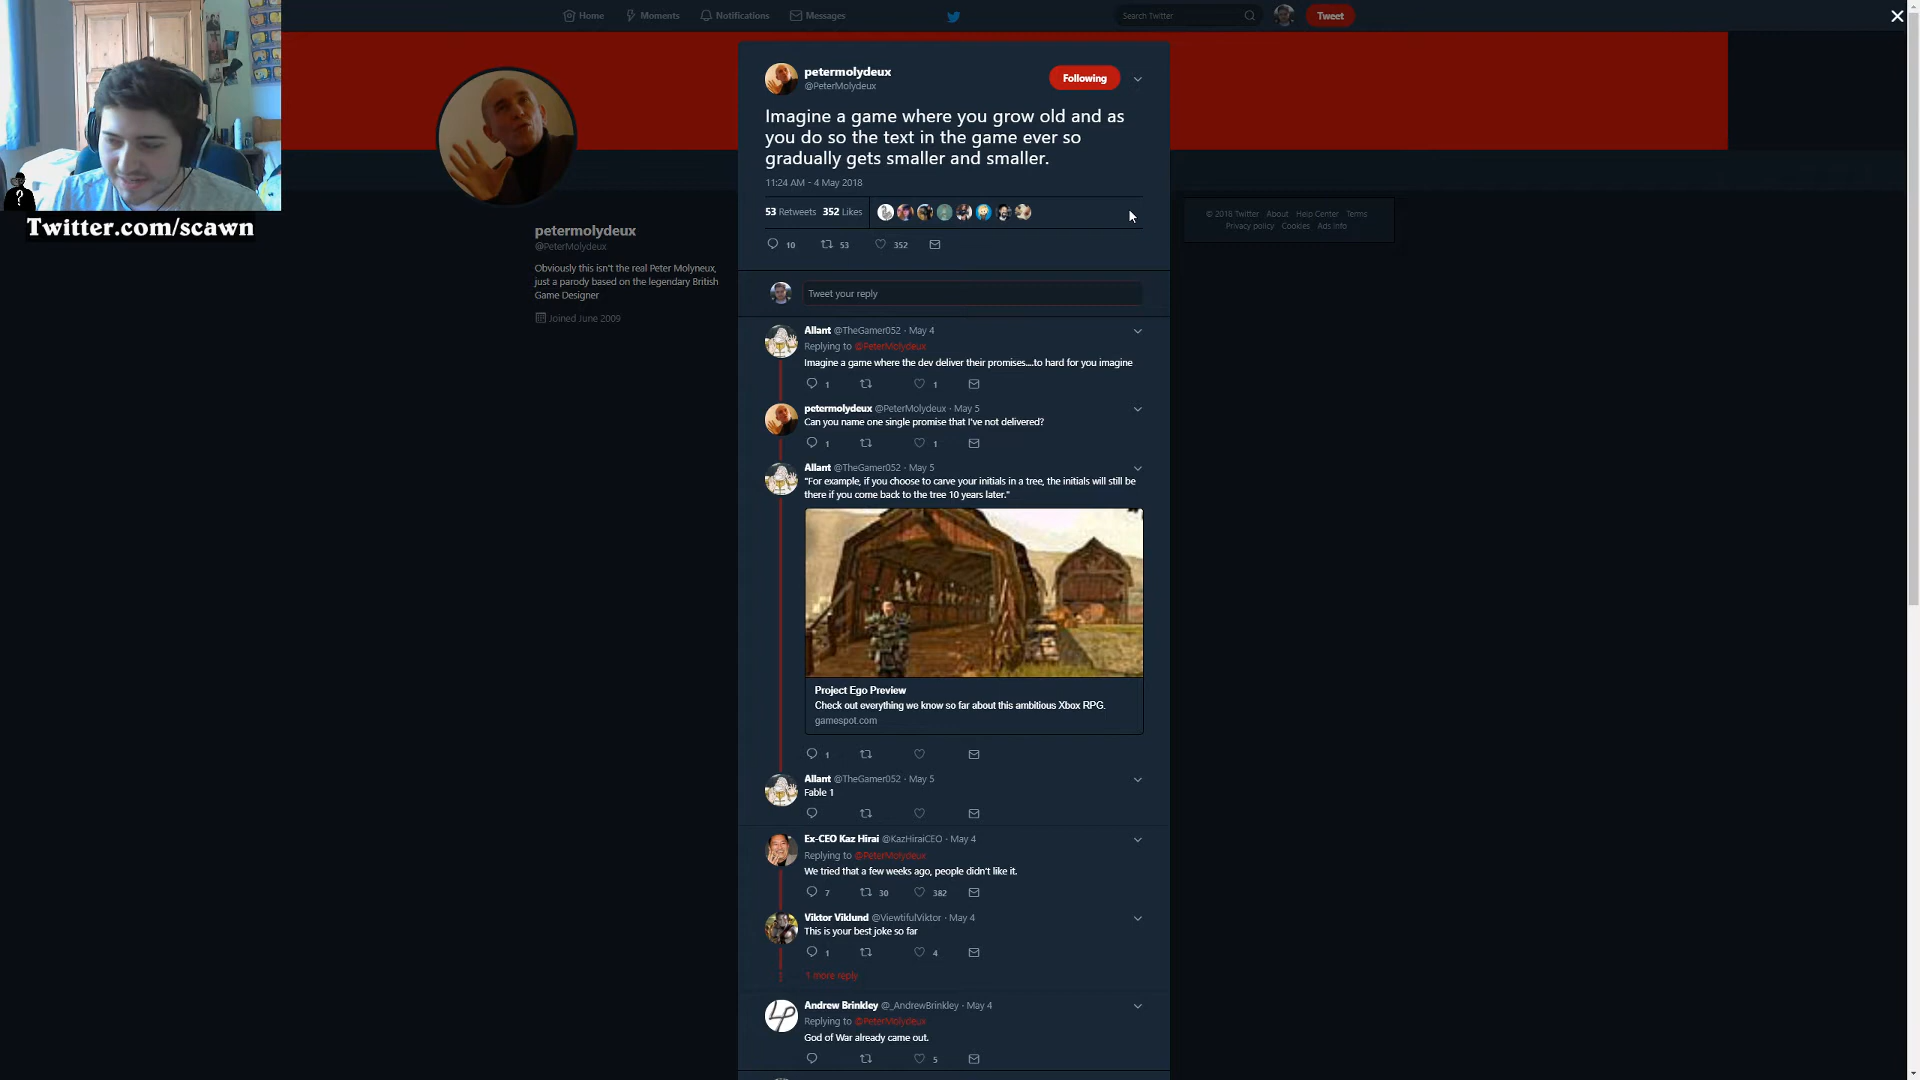 Home
Moments
Notifications
Messages
Search Twitter
Tweet
Twitter.com/scawn
petermolydeux
@PeterMolydeux
Obviously this isn't the real Peter Molyneux,
just a parody based on the legendary British
Game Designer
Joined June 2009
petermolydeux
@PeterMolydeux
Following
Imagine a game where you grow old and as
you do so the text in the game ever so
gradually gets smaller and smaller.
11:24 AM - 4 May 2018
53 Retweets 352 Likes
10 53 352
Tweet your reply
Allant @TheGamer052 · May 4
Replying to @PeterMolydeux
Imagine a game where the dev deliver their promises....to hard for you imagine
1 1
petermolydeux @PeterMolydeux · May 5
Can you name one single promise that I've not delivered?
1 1
Allant @TheGamer052 · May 5
"For example, if you choose to carve your initials in a tree, the initials will still be
there if you come back to the tree 10 years later."
Project Ego Preview
Check out everything we know so far about this ambitious Xbox RPG.
gamespot.com
1
Allant @TheGamer052 · May 5
Fable 1
Ex-CEO Kaz Hirai @KazHiraiCEO · May 4
Replying to @PeterMolydeux
We tried that a few weeks ago, people didn't like it.
7 30 382
Viktor Viklund @ViewtifulViktor · May 4
This is your best joke so far
1 4
1 more reply
Andrew Brinkley @_AndrewBrinkley · May 4
Replying to @PeterMolydeux
God of War already came out.
5
© 2018 Twitter About Help Center Terms
Privacy policy Cookies Ads info